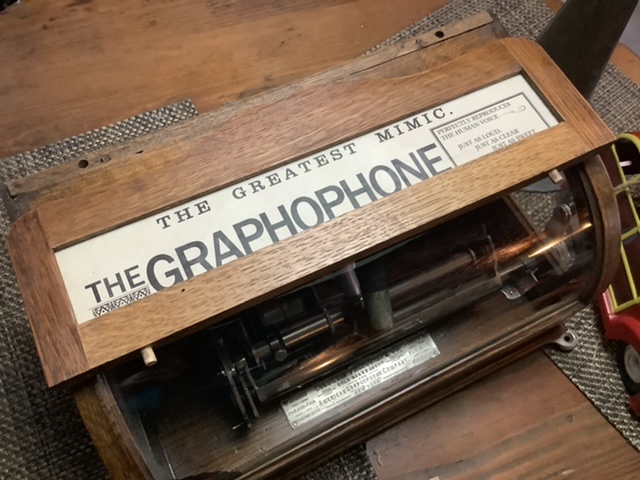 THE GREATEST MIMIC.
THE GRAPHOPHONE
PERFECTLY REPRODUCES
THE HUMAN VOICE
JUST AS LOUD,
JUST AS CLEAR
JUST AS SWEET